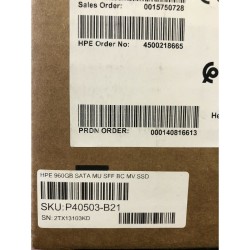 Sales Order: 0015750728
HPE Order No: 4500218665
PRDN ORDER: 000140816613
He
HPE 960GB SATA MU SFF BC MV SSD
SKU:P40503-B21
SN: 2TX13103KD